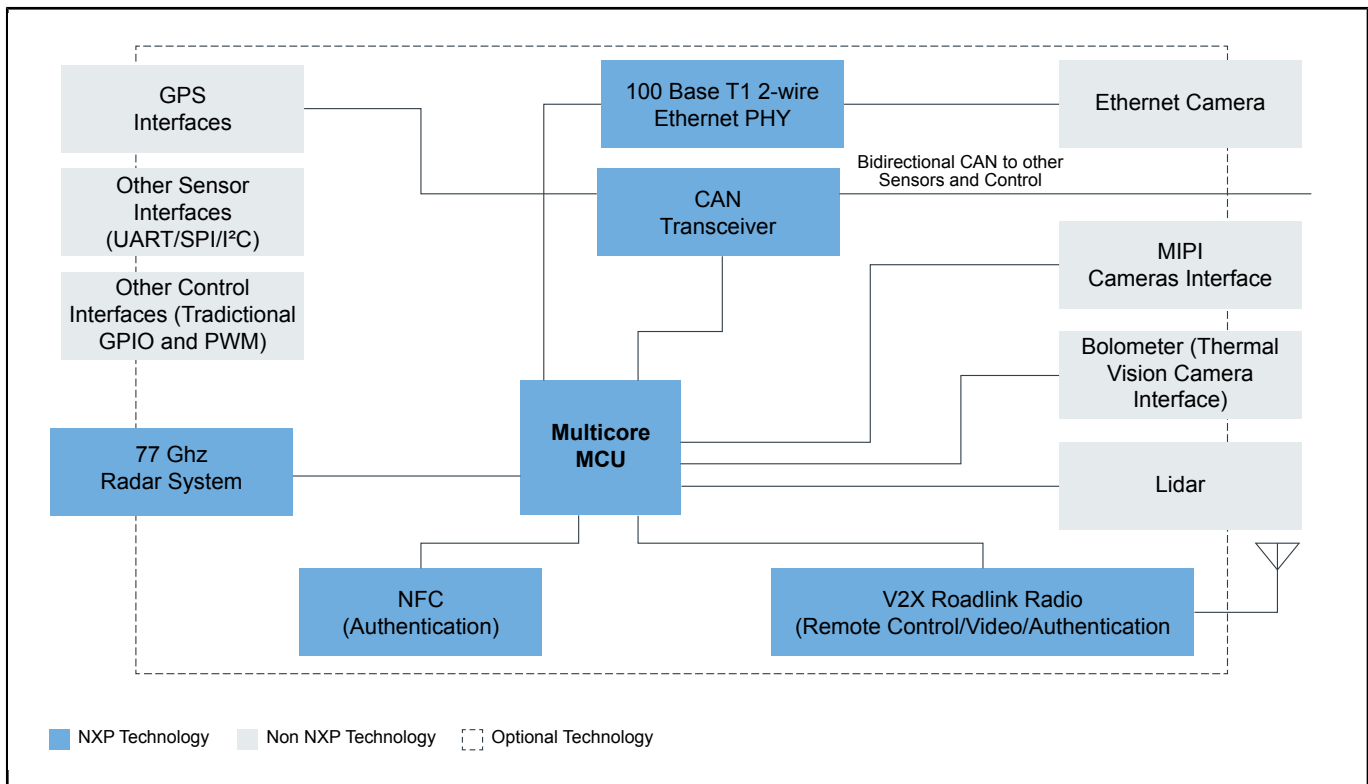 GPS
Interfaces
100 Base T1 2-wire
Ethernet PHY
Ethernet Camera
Other Sensor
Interfaces
(UART/SPI/I²C)
CAN
Transceiver
Bidirectional CAN to other
Sensors and Control
MIPI
Cameras Interface
Other Control
Interfaces (Tradictional
GPIO and PWM)
Bolometer (Thermal
Vision Camera
Interface)
Multicore
MCU
77 Ghz
Radar System
Lidar
NFC
(Authentication)
V2X Roadlink Radio
(Remote Control/Video/Authentication
NXP Technology
Non NXP Technology
Optional Technology